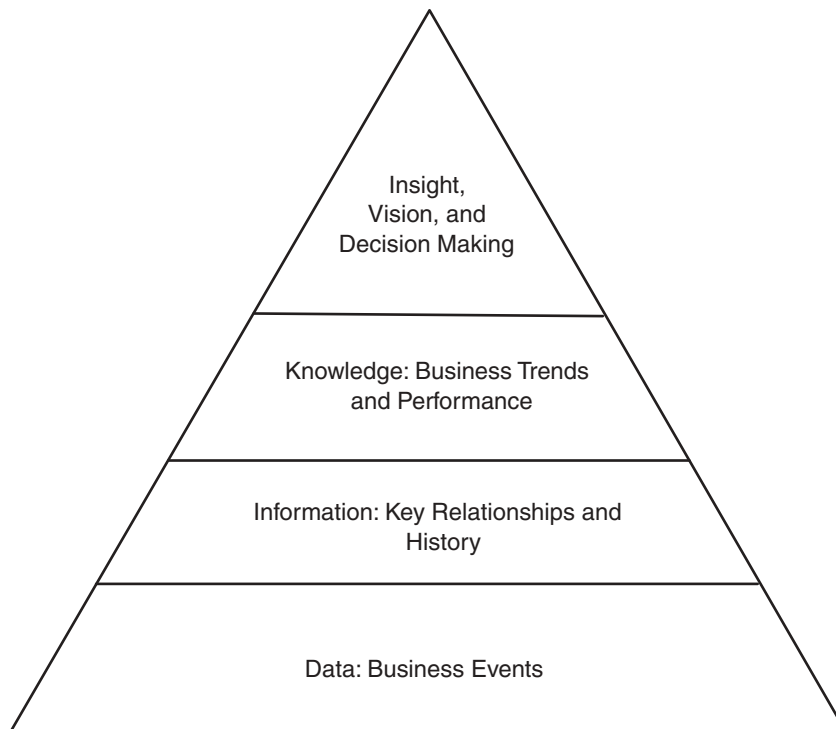 Insight,
Vision, and
Decision Making
Knowledge: Business Trends
and Performance
Information: Key Relationships and
History
Data: Business Events